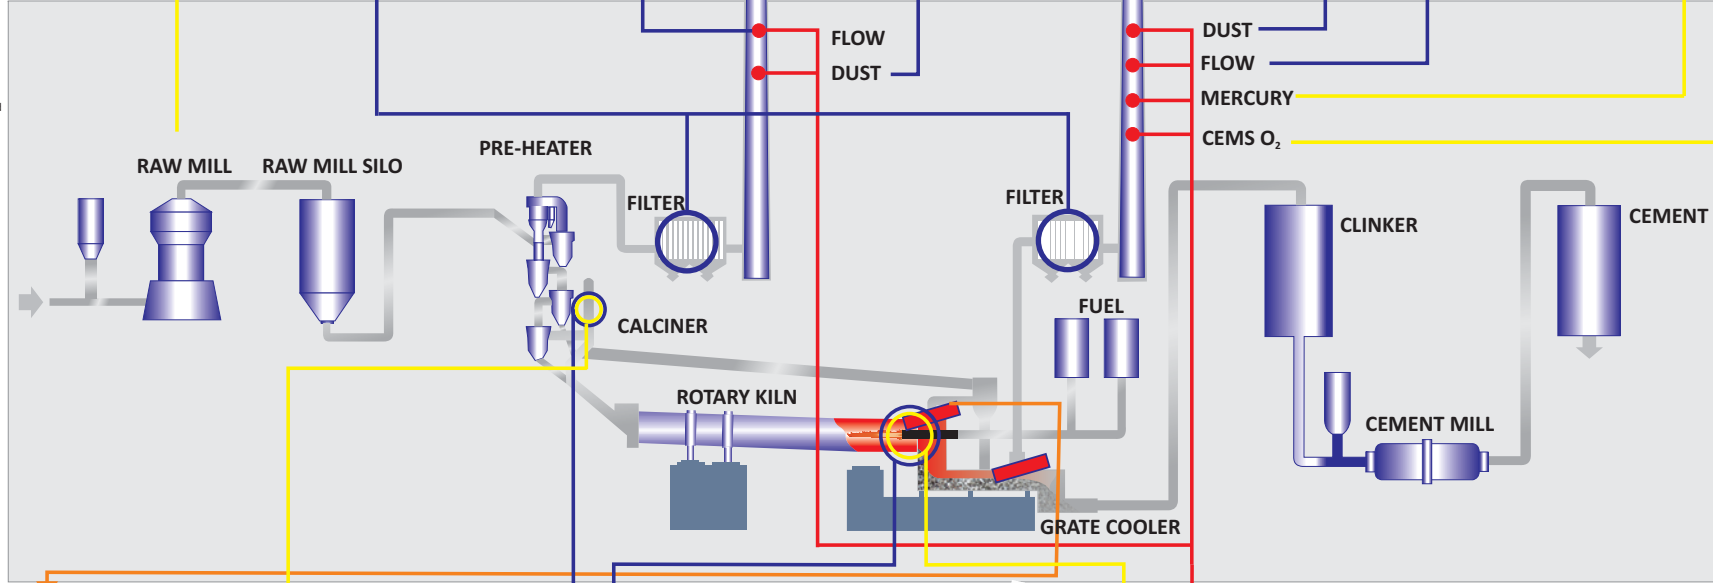 FLOW
DUST
DUST
FLOW
MERCURY
CEMS O₂
PRE-HEATER
RAW MILL
RAW MILL SILO
FILTER
FILTER
CLINKER
CEMENT
CALCINER
FUEL
ROTARY KILN
CEMENT MILL
GRATE COOLER